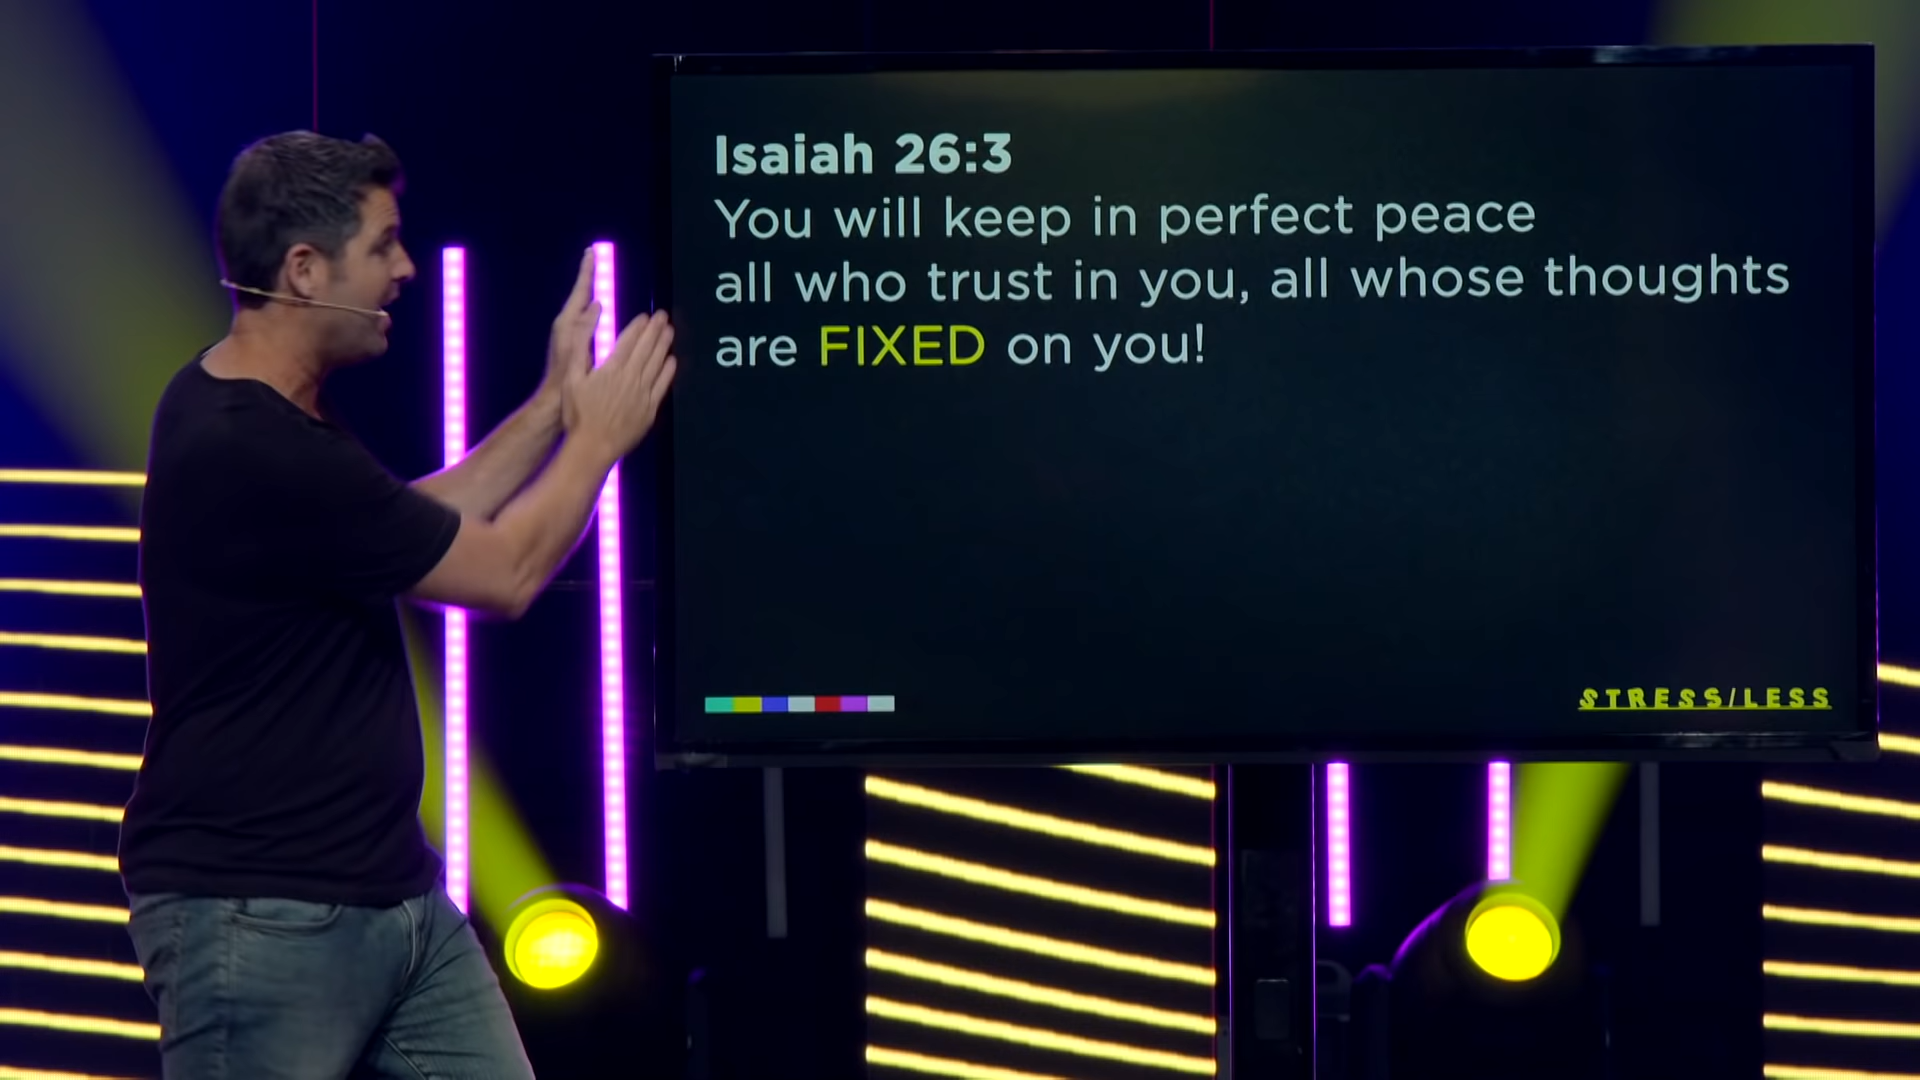 Isaiah 26:3
You will keep in perfect peace
all who trust in you, all whose thoughts
are FIXED on you!
STRESS/LESS